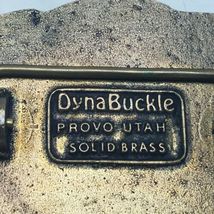 DynaBuckle
PROVO UTAH
SOLID BRASS